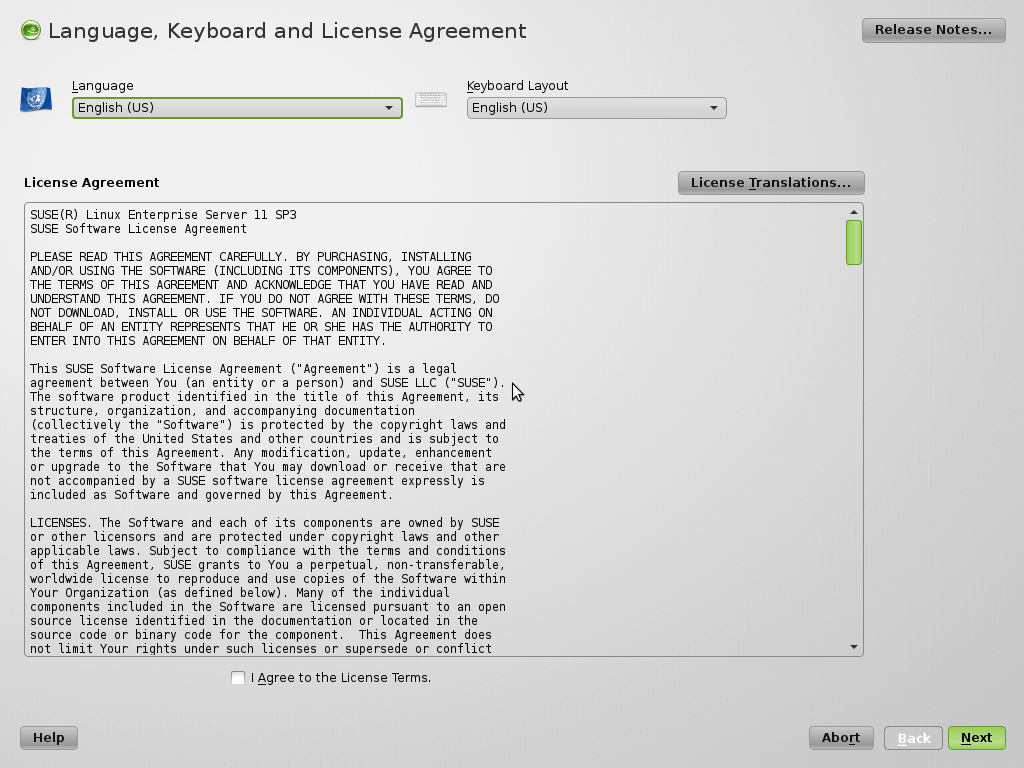 Language, Keyboard and License Agreement
Release Notes...
Language
Keyboard Layout
English (US)
English (US)
License Agreement
License Translations...
SUSE(R) Linux Enterprise Server 11 SP3
SUSE Software License Agreement
PLEASE READ THIS AGREEMENT CAREFULLY. BY PURCHASING, INSTALLING
AND/OR USING THE SOFTWARE (INCLUDING ITS COMPONENTS), YOU AGREE TO
THE TERMS OF THIS AGREEMENT AND ACKNOWLEDGE THAT YOU HAVE READ AND
UNDERSTAND THIS AGREEMENT. IF YOU DO NOT AGREE WITH THESE TERMS, DO
NOT DOWNLOAD, INSTALL OR USE THE SOFTWARE. AN INDIVIDUAL ACTING ON
BEHALF OF AN ENTITY REPRESENTS THAT HE OR SHE HAS THE AUTHORITY TO
ENTER INTO THIS AGREEMENT ON BEHALF OF THAT ENTITY.
This SUSE Software License Agreement ("Agreement") is a legal
agreement between You (an entity or a person) and SUSE LLC ("SUSE").
The software product identified in the title of this Agreement, its
structure, organization, and accompanying documentation
(collectively the "Software") is protected by the copyright laws and
treaties of the United States and other countries and is subject to
the terms of this Agreement. Any modification, update, enhancement
or upgrade to the Software that You may download or receive that are
not accompanied by a SUSE software license agreement expressly is
included as Software and governed by this Agreement.
LICENSES. The Software and each of its components are owned by SUSE
or other licensors and are protected under copyright laws and other
applicable laws. Subject to compliance with the terms and conditions
of this Agreement, SUSE grants to You a perpetual, non-transferable,
worldwide license to reproduce and use copies of the Software within
Your Organization (as defined below). Many of the individual
components included in the Software are licensed pursuant to an open
source license identified in the documentation or located in the
source code or binary code for the component.  This Agreement does
not limit Your rights under such licenses or supersede or conflict
I Agree to the License Terms.
Help
Abort
Back
Next